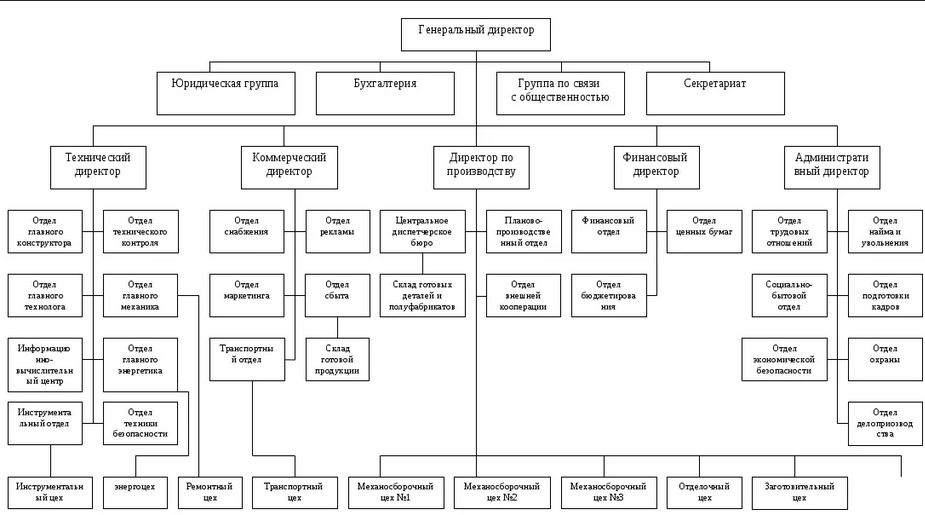 Генеральный директор
Юридическая группа
Бухгалтерия
Группа по связи
с общественностью
Секретариат
Технический
директор
Коммерческий
директор
Директор по
производству
Финансовый
директор
Администрати
вный директор
Отдел
главного
конструктора
Отдел
технического
контроля
Отдел
снабжения
Отдел
рекламы
Центральное
диспетчерское
бюро
Планово-
производстве
нный отдел
Финансовый
отдел
Отдел
ценных бумаг
Отдел
трудовых
отношений
Отдел
найма и
увольнения
Отдел
главного
технолога
Отдел
главного
механика
Отдел
маркетинга
Отдел
сбыта
Склад готовых
деталей и
полуфабрикатов
Отдел
внешней
кооперации
Отдел
бюджетирова
ния
Социально-
бытовой
отдел
Отдел
подготовки
кадров
Информацио
нно-
вычислительн
ый центр
Отдел
главного
энергетика
Транспортны
й отдел
Склад
готовой
продукции
Отдел
экономической
безопасности
Отдел
охраны
Инструмента
льный отдел
Отдел
техники
безопасности
Отдел
делопроизвод
ства
Инструментальн
ый цех
энергоцех
Ремонтный
цех
Транспортный
цех
Механосборочный
цех №1
Механосборочный
цех №2
Механосборочный
цех №3
Отделочный
цех
Заготовительный
цех